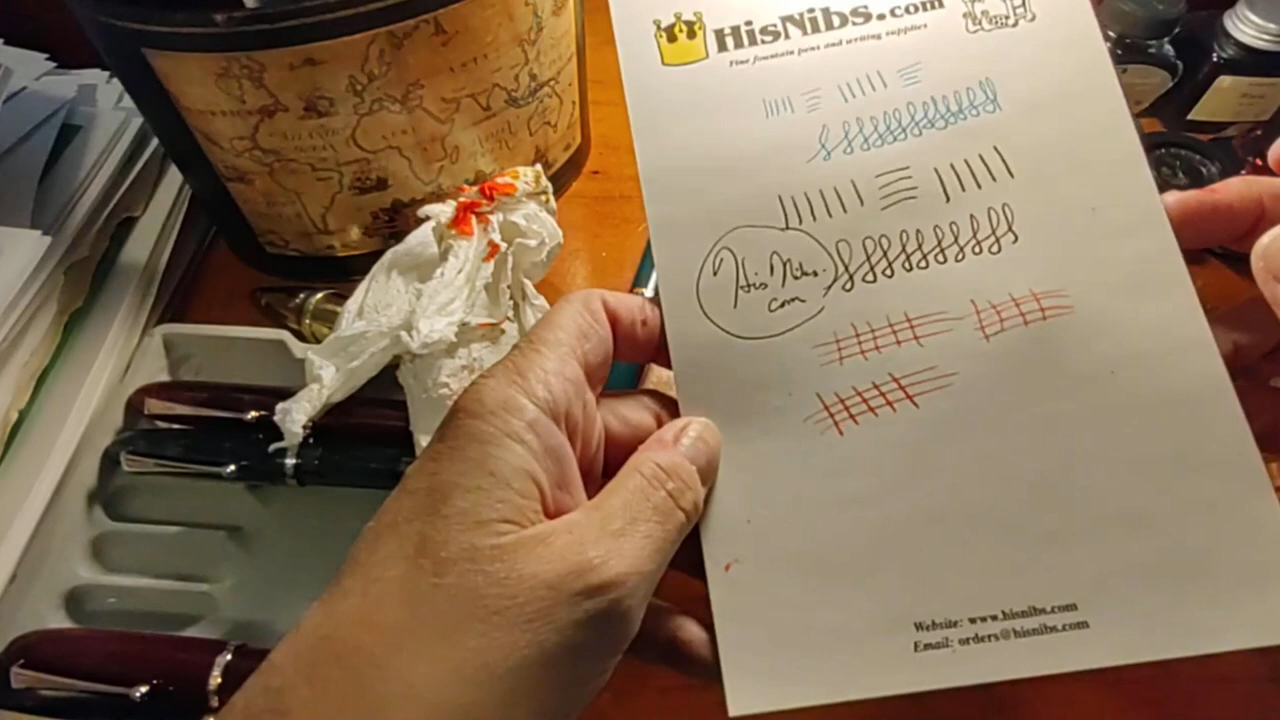 HisNibs.com
Fine fountain pens and writing supplies
His Nibs.
com
Website: www.hisnibs.com
Email: orders@hisnibs.com